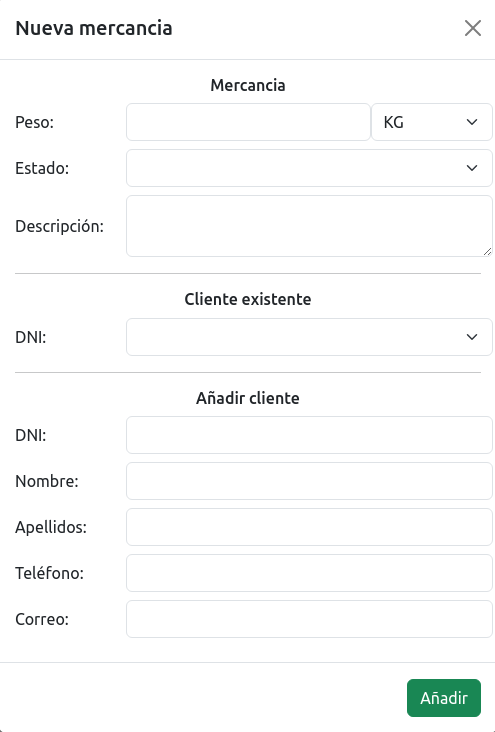 Nueva mercancia
Mercancia
Peso: KG
Estado:
Descripción:
Cliente existente
DNI:
Añadir cliente
DNI:
Nombre:
Apellidos:
Teléfono:
Correo:
Añadir